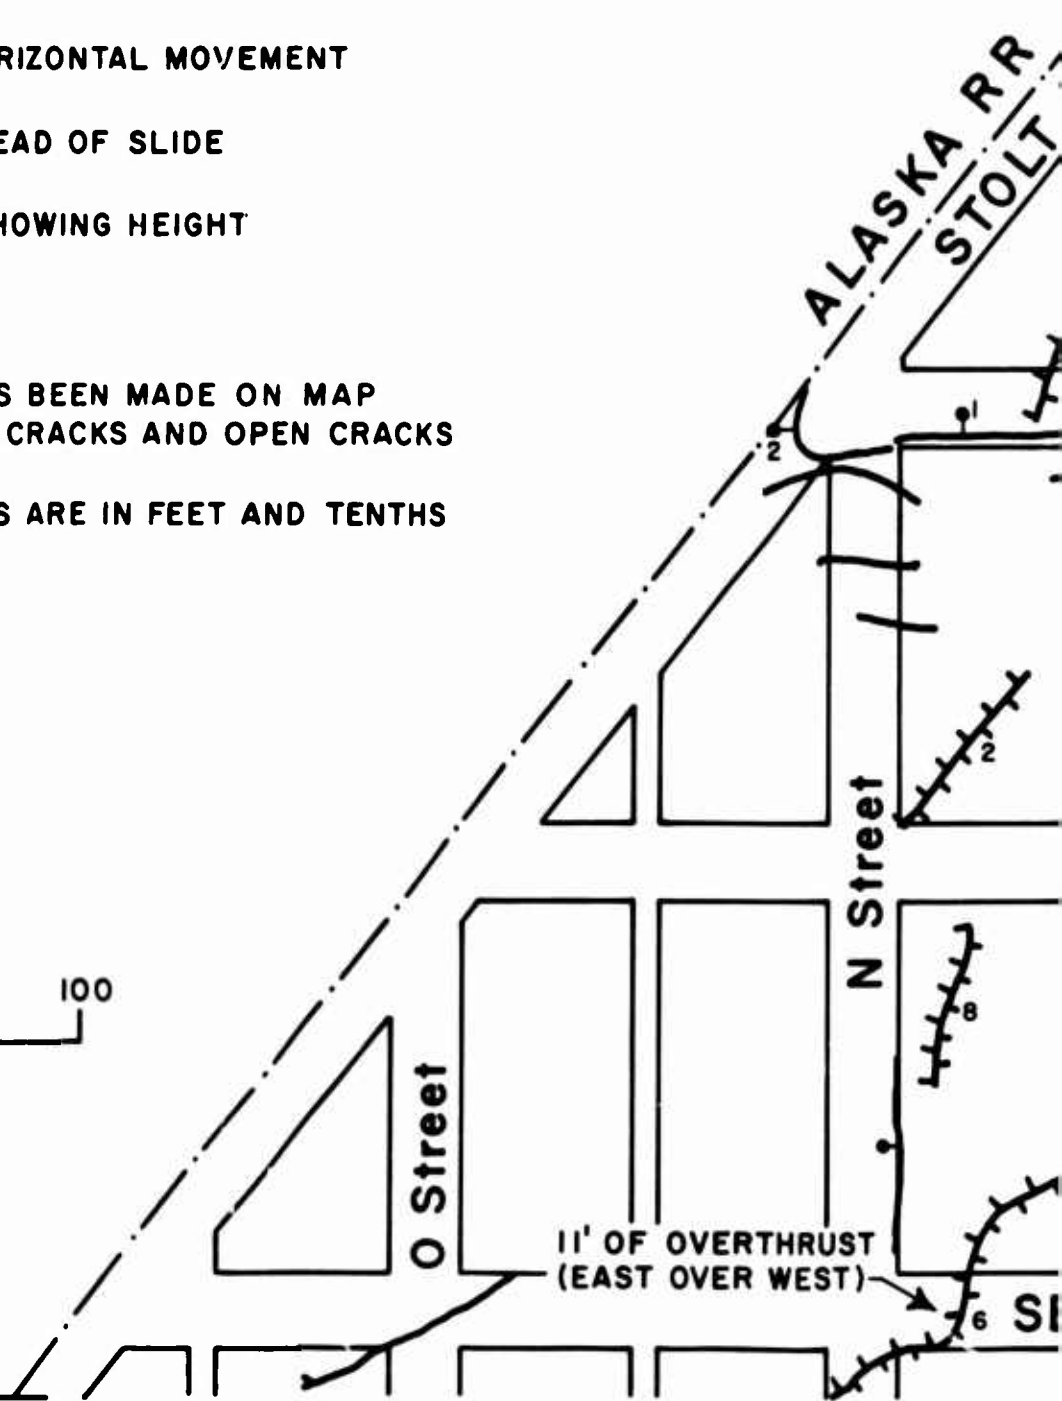 RIZONTAL MOVEMENT
EAD OF SLIDE
HOWING HEIGHT
S BEEN MADE ON MAP
CRACKS AND OPEN CRACKS
S ARE IN FEET AND TENTHS
ALASKA RR
STOLT
1
2
2
N Street
8
100
O Street
11' OF OVERTHRUST
(EAST OVER WEST)
6